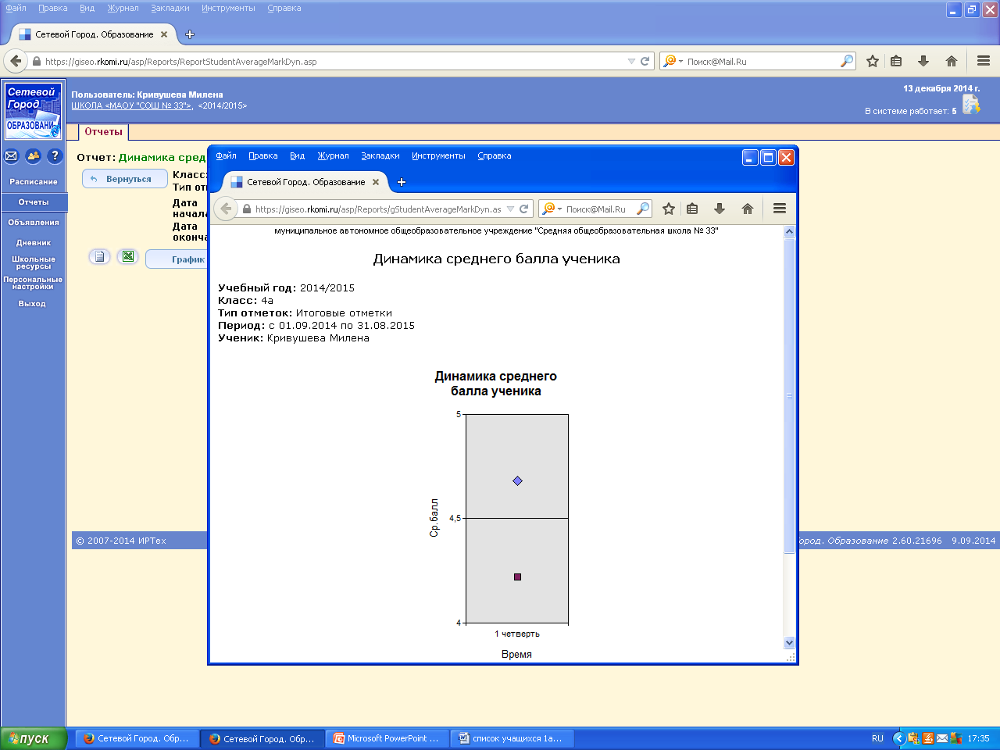 Файл Правка Вид Журнал Закладки Инструменты Справка
Сетевой Город. Образование
https://giseo.rkomi.ru/asp/Reports/ReportStudentAverageMarkDyn.asp
Поиск@Mail.Ru
Сетевой
Город
ОБРАЗОВАНИ
Пользователь: Кривушева Милена
ШКОЛА <МАОУ "СОШ № 33">, <2014/2015>
13 декабря 2014 г.
В системе работает: 5
Отчеты
Расписание
Отчеты
Объявления
Дневник
Школьные
ресурсы
Персональные
настройки
Выход
Отчет: Динамика сред
Вернуться
Класс:
Тип от
Дата
начала
Дата
оконча
График
Файл Правка Вид Журнал Закладки Инструменты Справка
Сетевой Город. Образование
https://giseo.rkomi.ru/asp/Reports/gStudentAverageMarkDyn.as
Поиск@Mail.Ru
муниципальное автономное общеобразовательное учреждение "Средняя общеобразовательная школа № 33"
Динамика среднего балла ученика
Учебный год: 2014/2015
Класс: 4а
Тип отметок: Итоговые отметки
Период: с 01.09.2014 по 31.08.2015
Ученик: Кривушева Милена
Динамика среднего
балла ученика
5
4,5
4
Ср.балл
1 четверть
Время
© 2007-2014 ИРТех
ород. Образование 2.60.21696 9.09.2014
пуск
Сетевой Город. Обр...
Сетевой Город. Обр...
Microsoft PowerPoint ...
список учащихся 1а...
RU
17:35